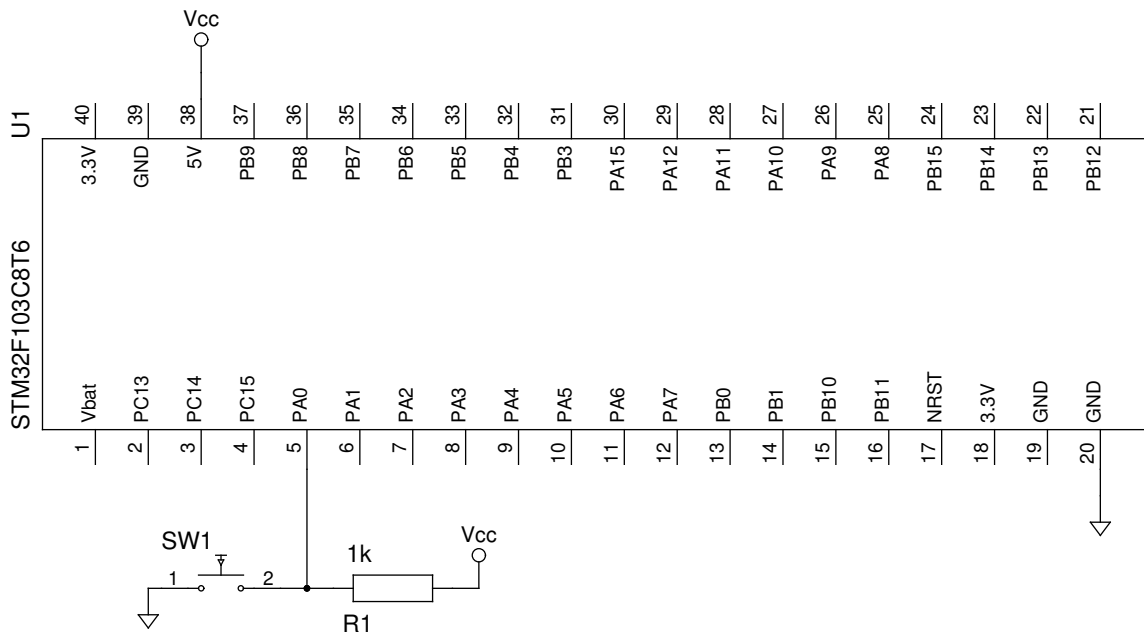 Vcc
U1
40 39 38 37 36 35 34 33 32 31 30 29 28 27 26 25 24 23 22 21
3.3V GND 5V PB9 PB8 PB7 PB6 PB5 PB4 PB3 PA15 PA12 PA11 PA10 PA9 PA8 PB15 PB14 PB13 PB12
STM32F103C8T6
Vbat PC13 PC14 PC15 PA0 PA1 PA2 PA3 PA4 PA5 PA6 PA7 PB0 PB1 PB10 PB11 NRST 3.3V GND GND
1 2 3 4 5 6 7 8 9 10 11 12 13 14 15 16 17 18 19 20
SW1 1k Vcc
1 2
R1